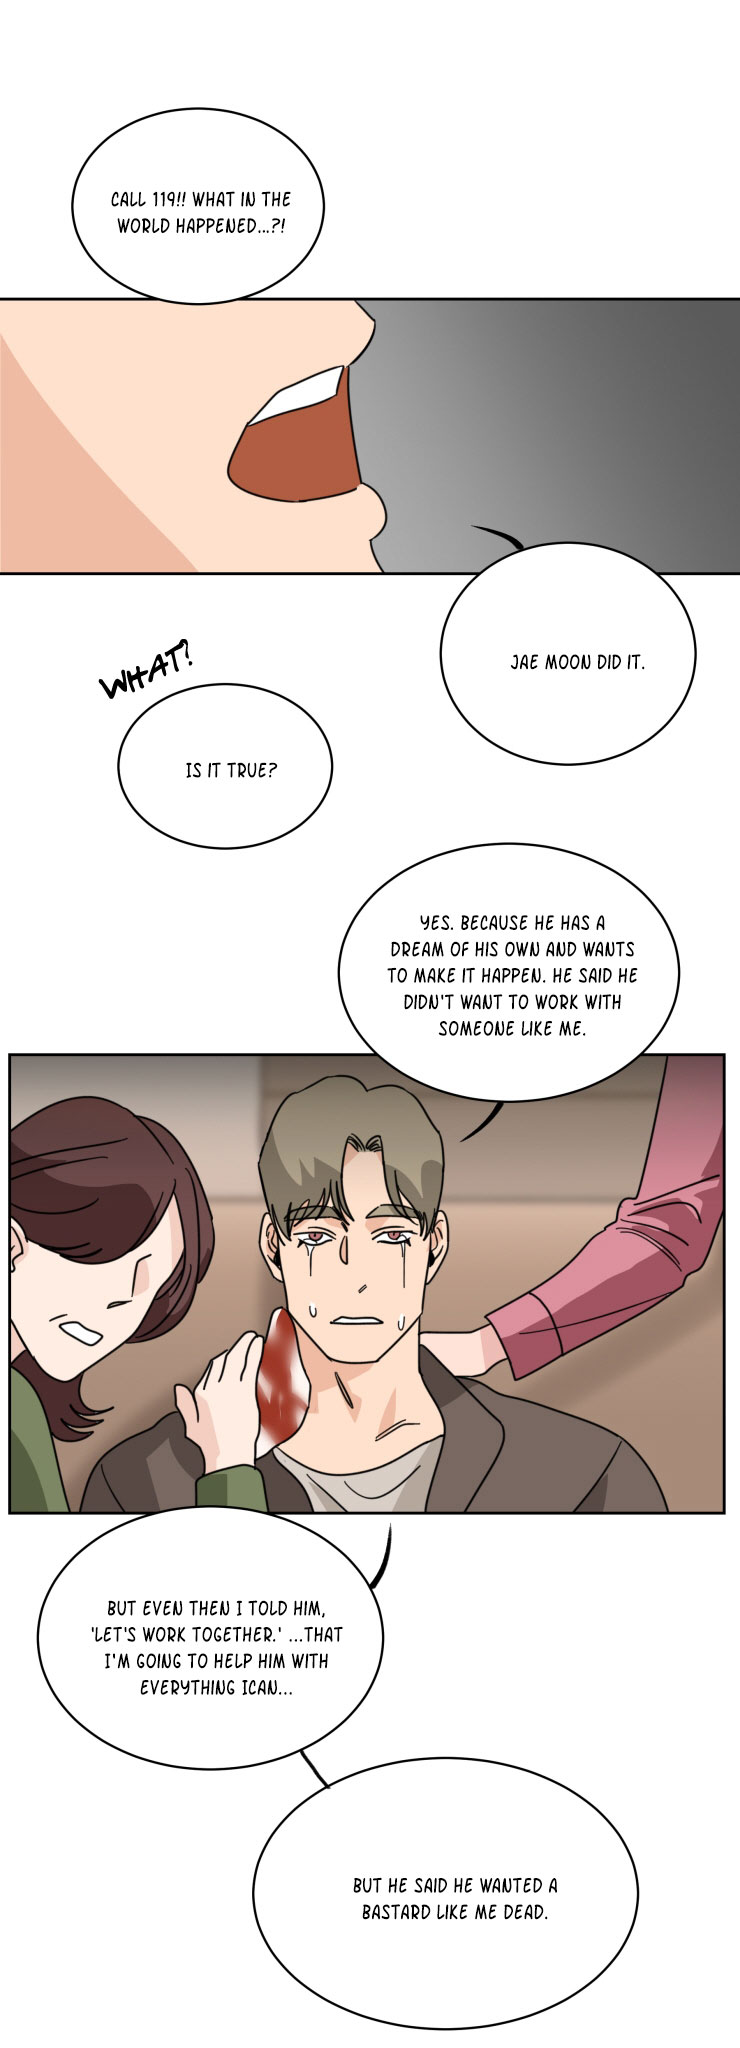 CALL 119!! WHAT IN THE
WORLD HAPPENED...?!
JAE MOON DID IT.
WHAT?
IS IT TRUE?
YES. BECAUSE HE HAS A
DREAM OF HIS OWN AND WANTS
TO MAKE IT HAPPEN. HE SAID HE
DIDN'T WANT TO WORK WITH
SOMEONE LIKE ME.
BUT EVEN THEN I TOLD HIM,
'LET'S WORK TOGETHER.' ...THAT
I'M GOING TO HELP HIM WITH
EVERYTHING ICAN...
BUT HE SAID HE WANTED A
BASTARD LIKE ME DEAD.